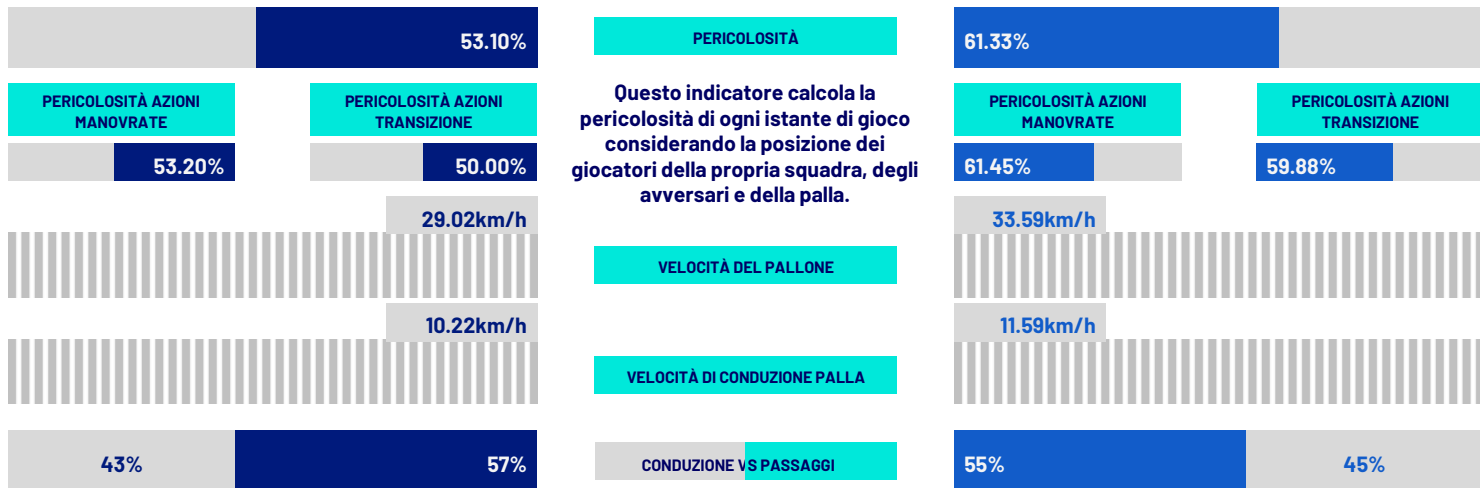 53.10%
PERICOLOSITÀ
61.33%
PERICOLOSITÀ AZIONI
MANOVRATE
PERICOLOSITÀ AZIONI
TRANSIZIONE
Questo indicatore calcola la
pericolosità di ogni istante di gioco
considerando la posizione dei
giocatori della propria squadra, degli
avversari e della palla.
PERICOLOSITÀ AZIONI
MANOVRATE
PERICOLOSITÀ AZIONI
TRANSIZIONE
53.20%
50.00%
61.45%
59.88%
29.02km/h
33.59km/h
VELOCITÀ DEL PALLONE
10.22km/h
11.59km/h
VELOCITÀ DI CONDUZIONE PALLA
43%
57%
CONDUZIONE VS PASSAGGI
55%
45%